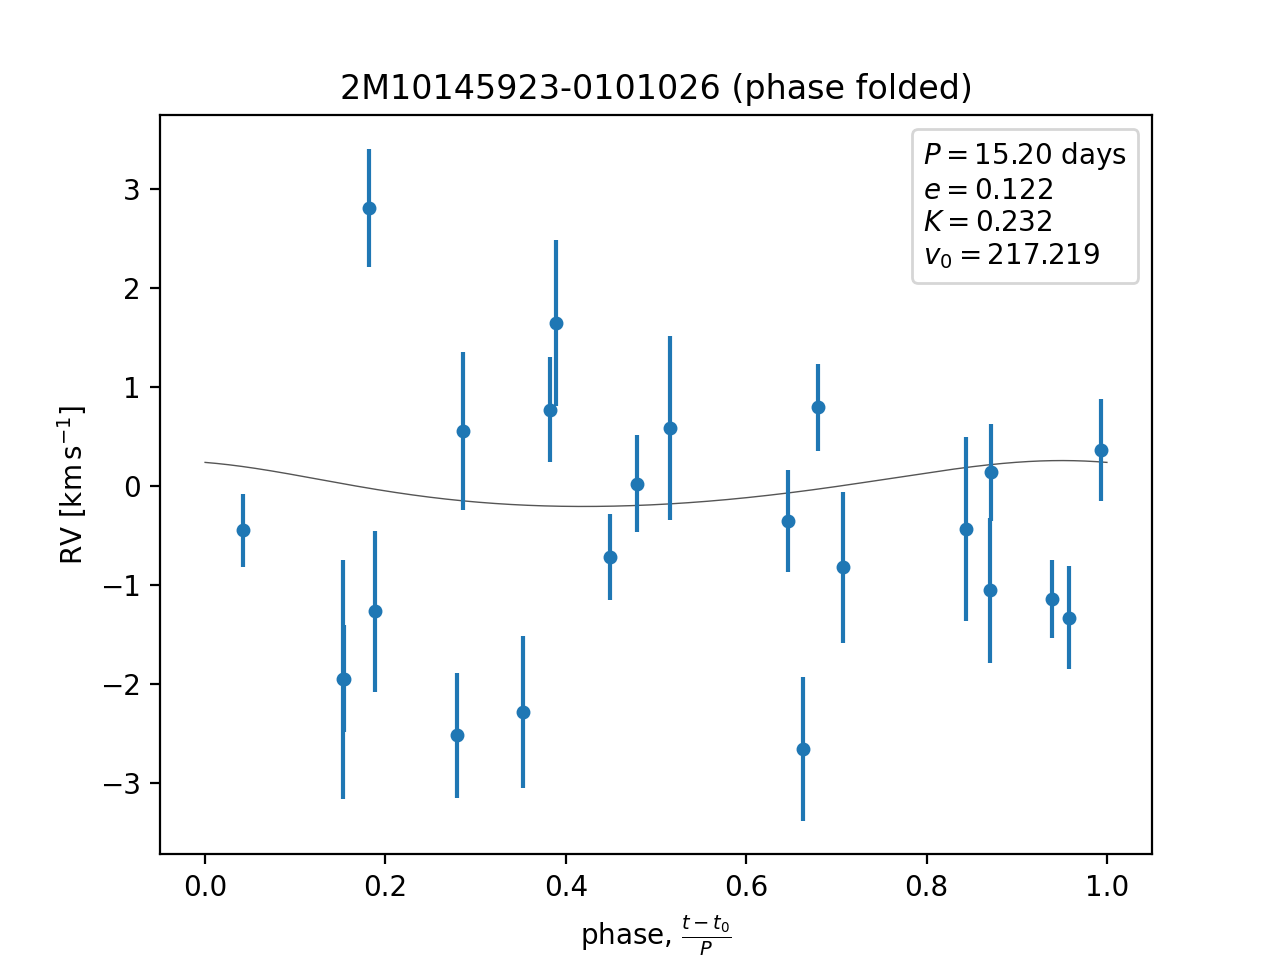 2M10145923-0101026 (phase folded)
P = 15.20 days
e = 0.122
K = 0.232
v₀ = 217.219
RV [km s⁻¹]
3
2
1
0
−1
−2
−3
0.0 0.2 0.4 0.6 0.8 1.0
phase, (t − t₀)/P